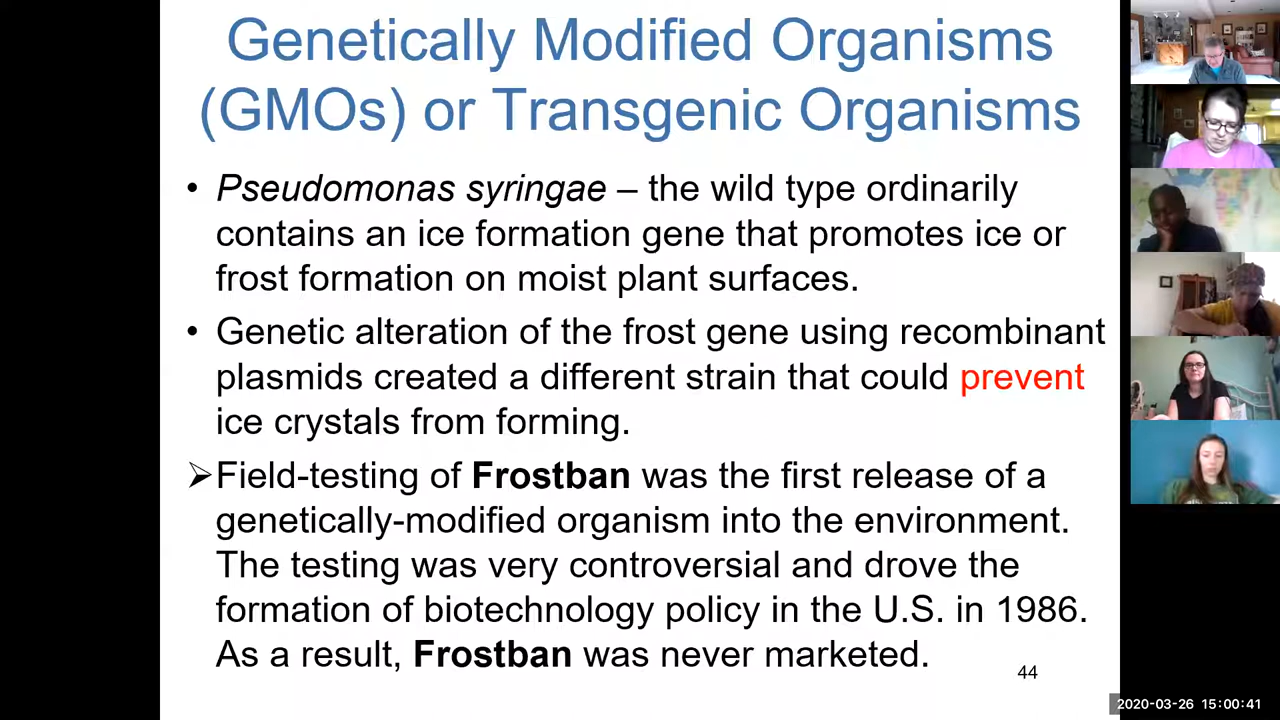 Genetically Modified Organisms
(GMOs) or Transgenic Organisms
• Pseudomonas syringae – the wild type ordinarily
contains an ice formation gene that promotes ice or
frost formation on moist plant surfaces.
• Genetic alteration of the frost gene using recombinant
plasmids created a different strain that could prevent
ice crystals from forming.
➢Field-testing of Frostban was the first release of a
genetically-modified organism into the environment.
The testing was very controversial and drove the
formation of biotechnology policy in the U.S. in 1986.
As a result, Frostban was never marketed.
44
2020-03-26 15:00:41